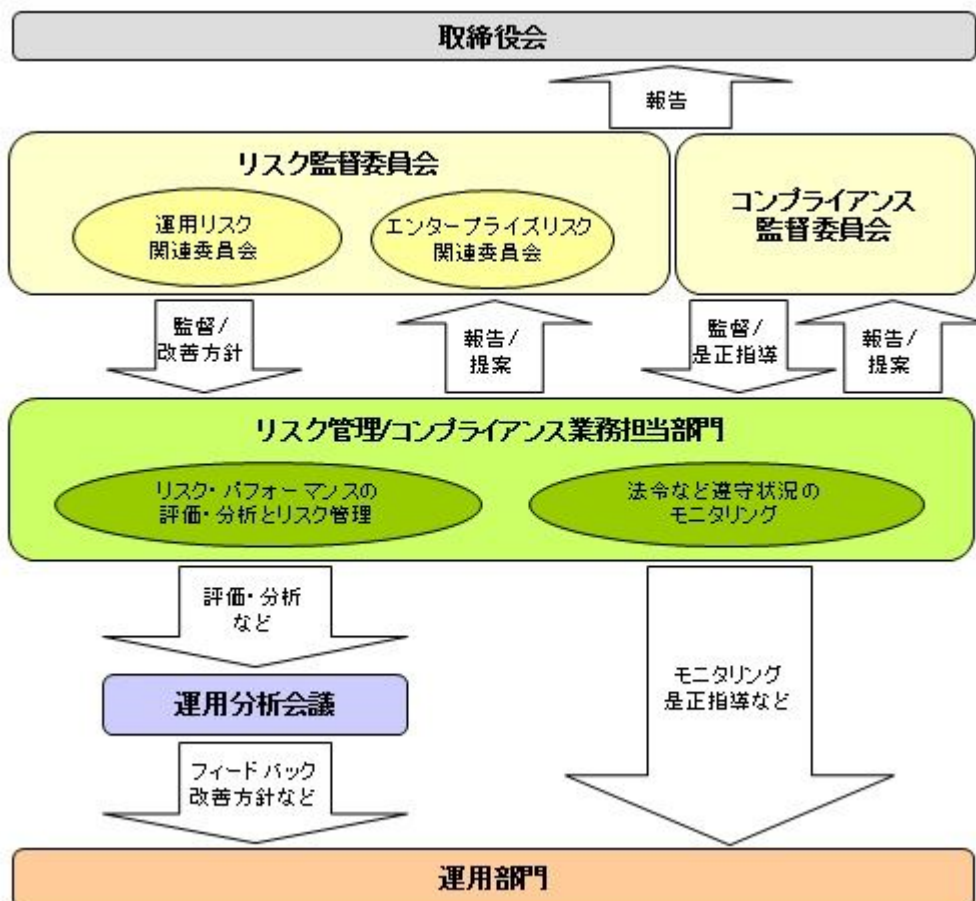 取締役会
報告
リスク監督委員会
運用リスク
関連委員会
エンタープライズリスク
関連委員会
コンプライアンス
監督委員会
監督/
改善方針
報告/
提案
監督/
是正指導
報告/
提案
リスク管理/コンプライアンス業務担当部門
リスク・パフォーマンスの
評価・分析とリスク管理
法令など遵守状況の
モニタリング
評価・分析
など
運用分析会議
モニタリング
是正指導など
フィードバック
改善方針など
運用部門